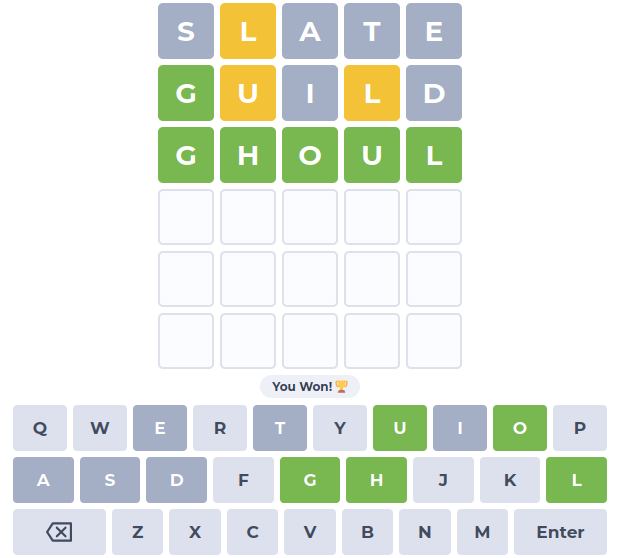 S L A T E
G U I L D
G H O U L
You Won!🏆
Q W E R T Y U I O P
A S D F G H J K L
Z X C V B N M Enter